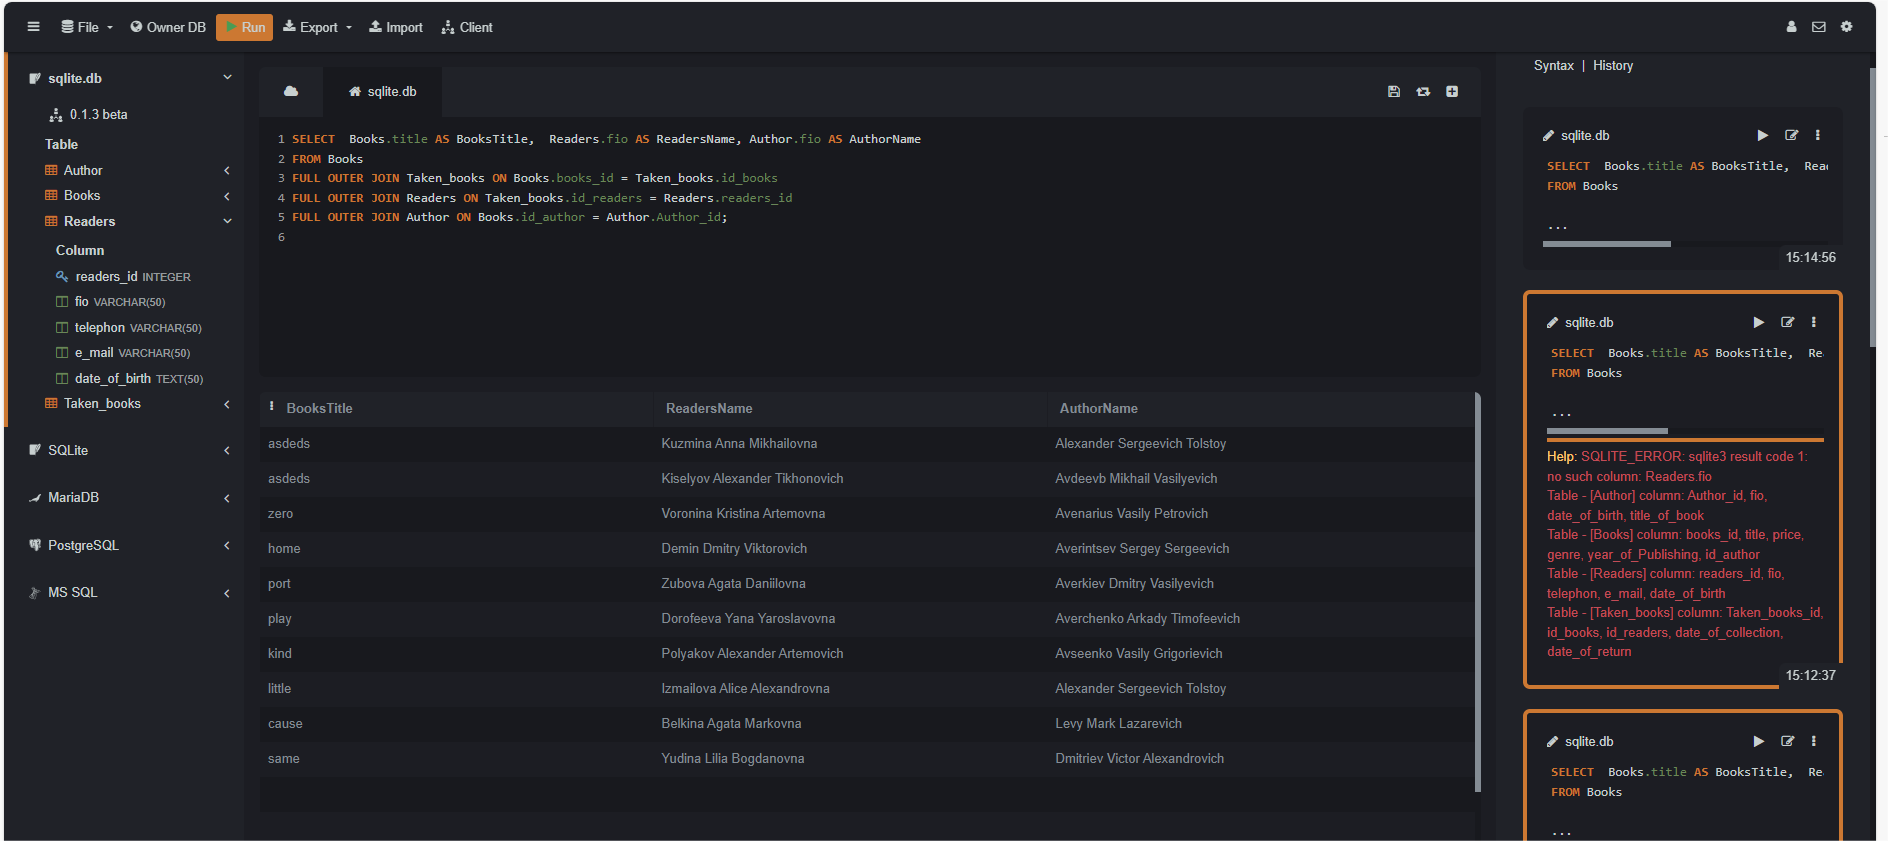 File Owner DB Run Export Import Client
sqlite.db
0.1.3 beta
Table
Author
Books
Readers
Column
readers_id INTEGER
fio VARCHAR(50)
telephon VARCHAR(50)
e_mail VARCHAR(50)
date_of_birth TEXT(50)
Taken_books
SQLite
MariaDB
PostgreSQL
MS SQL
sqlite.db
1 SELECT  Books.title AS BooksTitle,  Readers.fio AS ReadersName, Author.fio AS AuthorName
2 FROM Books
3 FULL OUTER JOIN Taken_books ON Books.books_id = Taken_books.id_books
4 FULL OUTER JOIN Readers ON Taken_books.id_readers = Readers.readers_id
5 FULL OUTER JOIN Author ON Books.id_author = Author.Author_id;
6
BooksTitle ReadersName AuthorName
asdeds Kuzmina Anna Mikhailovna Alexander Sergeevich Tolstoy
asdeds Kiselyov Alexander Tikhonovich Avdeevb Mikhail Vasilyevich
zero Voronina Kristina Artemovna Avenarius Vasily Petrovich
home Demin Dmitry Viktorovich Averintsev Sergey Sergeevich
port Zubova Agata Daniilovna Averkiev Dmitry Vasilyevich
play Dorofeeva Yana Yaroslavovna Averchenko Arkady Timofeevich
kind Polyakov Alexander Artemovich Avseenko Vasily Grigorievich
little Izmailova Alice Alexandrovna Alexander Sergeevich Tolstoy
cause Belkina Agata Markovna Levy Mark Lazarevich
same Yudina Lilia Bogdanovna Dmitriev Victor Alexandrovich
Syntax | History
sqlite.db
SELECT  Books.title AS BooksTitle,  Rea
FROM Books
...
15:14:56
sqlite.db
SELECT  Books.title AS BooksTitle,  Re
FROM Books
...
Help: SQLITE_ERROR: sqlite3 result code 1:
no such column: Readers.fio
Table - [Author] column: Author_id, fio,
date_of_birth, title_of_book
Table - [Books] column: books_id, title, price,
genre, year_of_Publishing, id_author
Table - [Readers] column: readers_id, fio,
telephon, e_mail, date_of_birth
Table - [Taken_books] column: Taken_books_id,
id_books, id_readers, date_of_collection,
date_of_return
15:12:37
sqlite.db
SELECT  Books.title AS BooksTitle,  Re
FROM Books
...